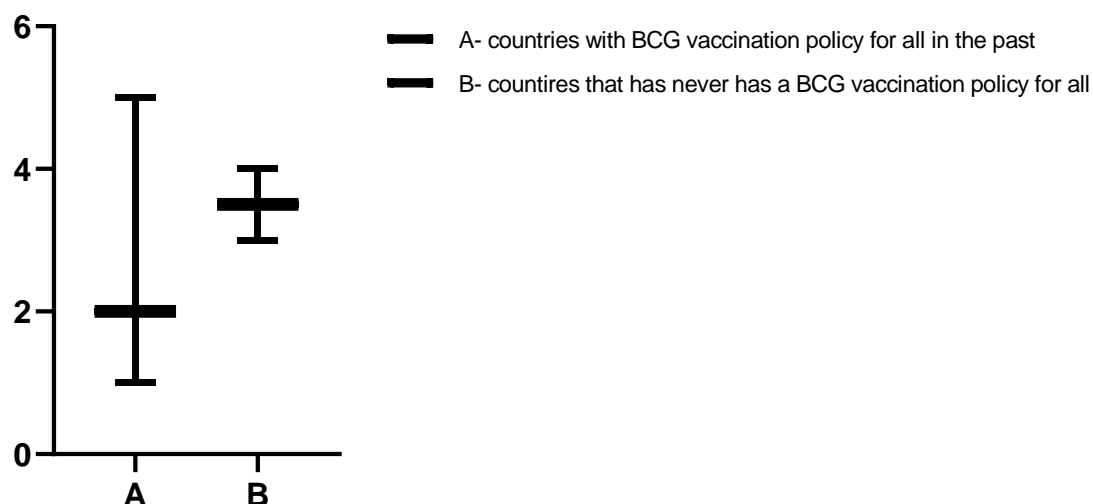 6
A- countries with BCG vaccination policy for all in the past
B- countires that has never has a BCG vaccination policy for all
4
2
0
A B